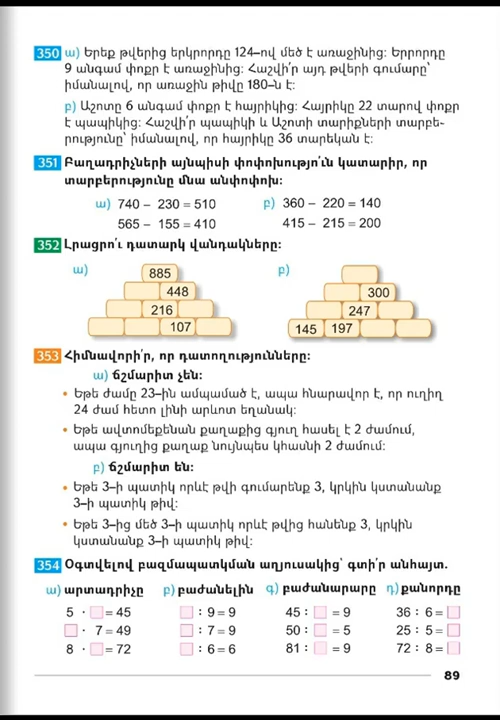 350 ա) Երեք թվերից երկրորդը 124–ով մեծ է առաջինից: Երրորդը
9 անգամ փոքր է առաջինից: Հաշվի՛ր այդ թվերի գումարը՝
իմանալով, որ առաջին թիվը 180–ն է:
բ) Աշոտը 6 անգամ փոքր է հայրիկից: Հայրիկը 22 տարով փոքր
է պապիկից: Հաշվի՛ր պապիկի և Աշոտի տարիքների տարբե-
րությունը՝ իմանալով, որ հայրիկը 36 տարեկան է:
351 Բաղադրիչների այնպիսի փոփոխությո՛ւն կատարիր, որ
տարբերությունը մնա անփոփոխ:
ա) 740 – 230 = 510 բ) 360 – 220 = 140
565 – 155 = 410 415 – 215 = 200
352 Լրացրո՛ւ դատարկ վանդակները:
ա) բ)
885
448 300
216 247
107 145 197
353 Հիմնավորի՛ր, որ դատողությունները:
ա) ճշմարիտ չեն:
• Եթե ժամը 23–ին ամպամած է, ապա հնարավոր է, որ ուղիղ
24 ժամ հետո լինի արևոտ եղանակ:
• Եթե ավտոմեքենան քաղաքից գյուղ հասել է 2 ժամում,
ապա գյուղից քաղաք նույնպես կհասնի 2 ժամում:
բ) ճշմարիտ են:
• Եթե 3–ի պատիկ որևէ թվի գումարենք 3, կրկին կստանանք
3–ի պատիկ թիվ:
• Եթե 3–ից մեծ 3–ի պատիկ որևէ թվից հանենք 3, կրկին
կստանանք 3–ի պատիկ թիվ:
354 Օգտվելով բազմապատկման աղյուսակից՝ գտի՛ր անհայտ.
ա) արտադրիչը բ) բաժանելին գ) բաժանարարը դ) քանորդը
5 · □ = 45 □ : 9 = 9 45 : □ = 9 36 : 6 = □
□ · 7 = 49 □ : 7 = 9 50 : □ = 5 25 : 5 = □
8 · □ = 72 □ : 6 = 6 81 : □ = 9 72 : 8 = □
89